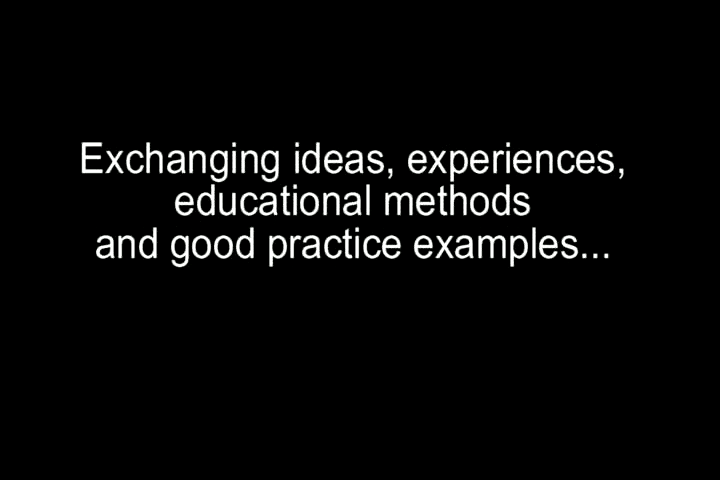 Exchanging ideas, experiences,
educational methods
and good practice examples...